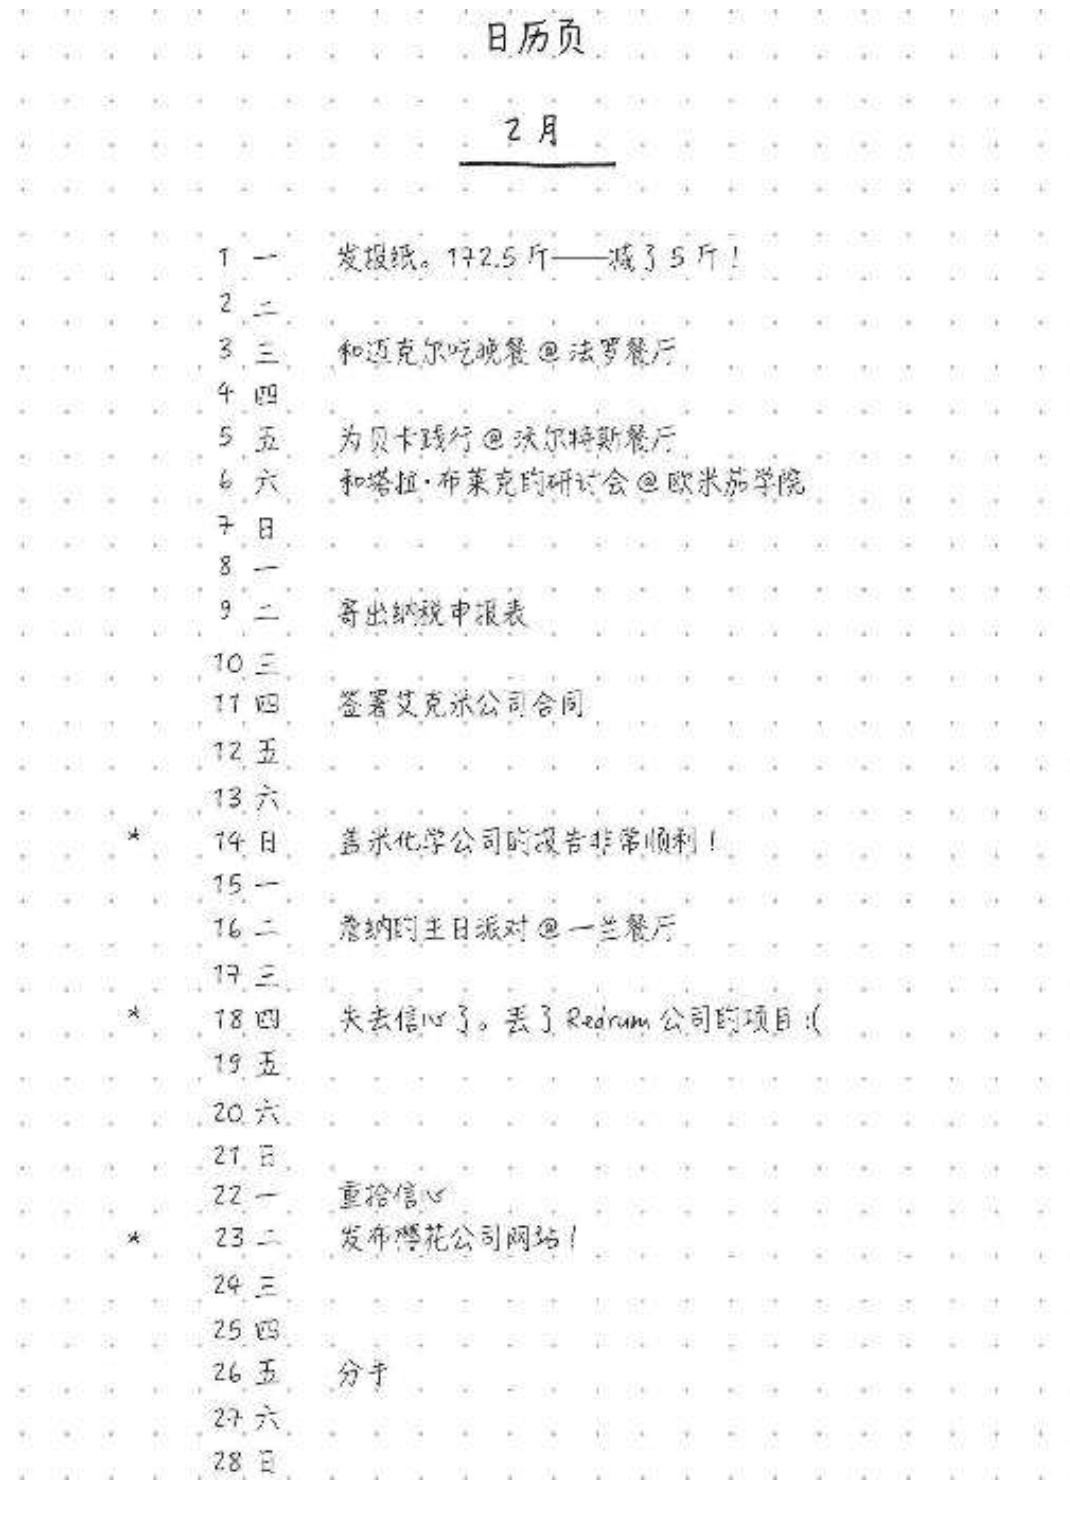 日历页
2月
1 一 发报纸。172.5斤——减了5斤！
2 二
3 三 和迈克尔吃晚餐@法罗餐厅
4 四
5 五 为贝卡践行@沃尔特斯餐厅
6 六 和塔拉·布莱克的研讨会@欧米茄学院
7 日
8 一
9 二 寄出纳税申报表
10 三
11 四 签署艾克米公司合同
12 五
13 六
* 14 日 盖米化学公司的报告非常顺利！
15 一
16 二 詹纳的主日派对@一兰餐厅
17 三
* 18 四 失去信心了。丢了Redrum公司的项目:(
19 五
20 六
21 日
22 一 重拾信心
* 23 二 发布樱花公司网站！
24 三
25 四
26 五 分手
27 六
28 日